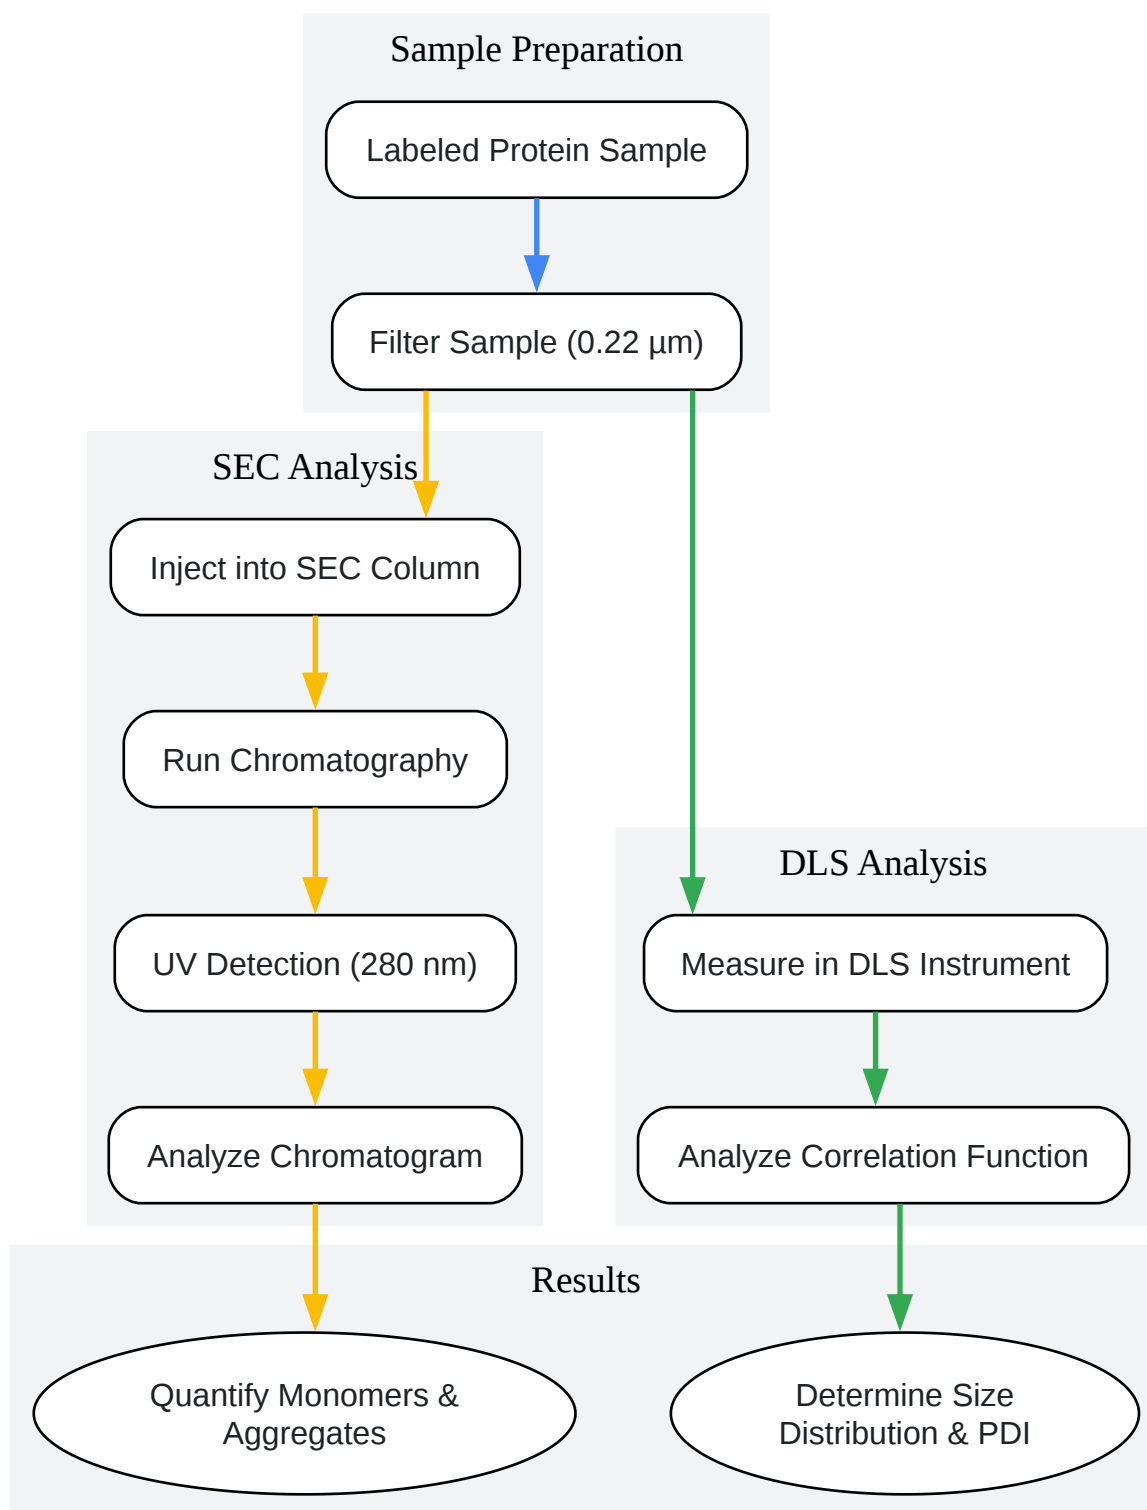 Sample Preparation
Labeled Protein Sample
Filter Sample (0.22 µm)
SEC Analysis
Inject into SEC Column
Run Chromatography
UV Detection (280 nm)
Analyze Chromatogram
DLS Analysis
Measure in DLS Instrument
Analyze Correlation Function
Results
Quantify Monomers &
Aggregates
Determine Size
Distribution & PDI